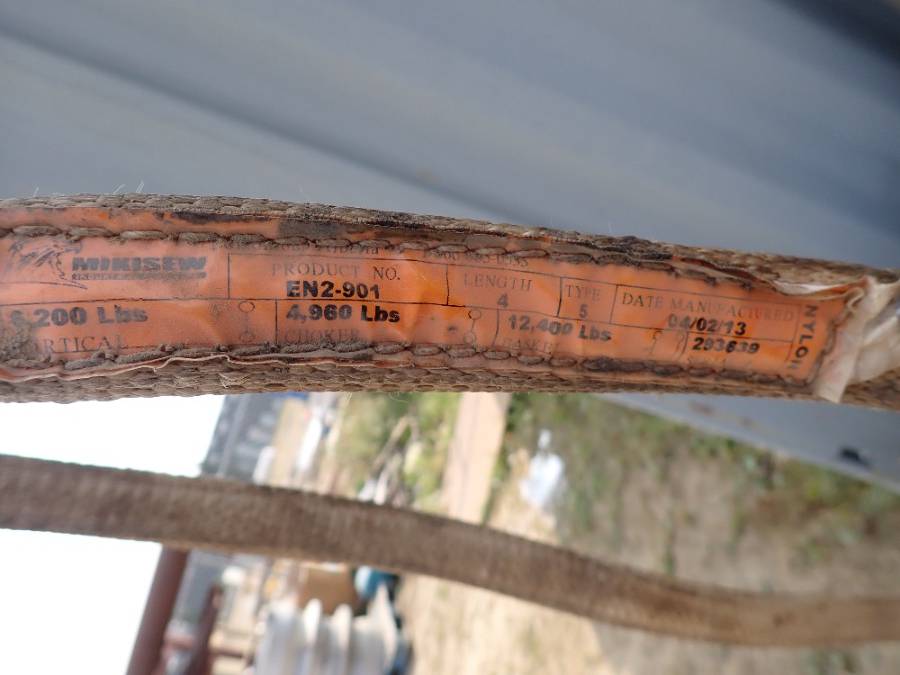 MIKISEW
PRODUCT NO.
EN2-901
LENGTH
4
TYPE
5
DATE MANUFACTURED
04/02/13
NYLON
6,200 Lbs
4,960 Lbs
CHOKER
12,400 Lbs
293639